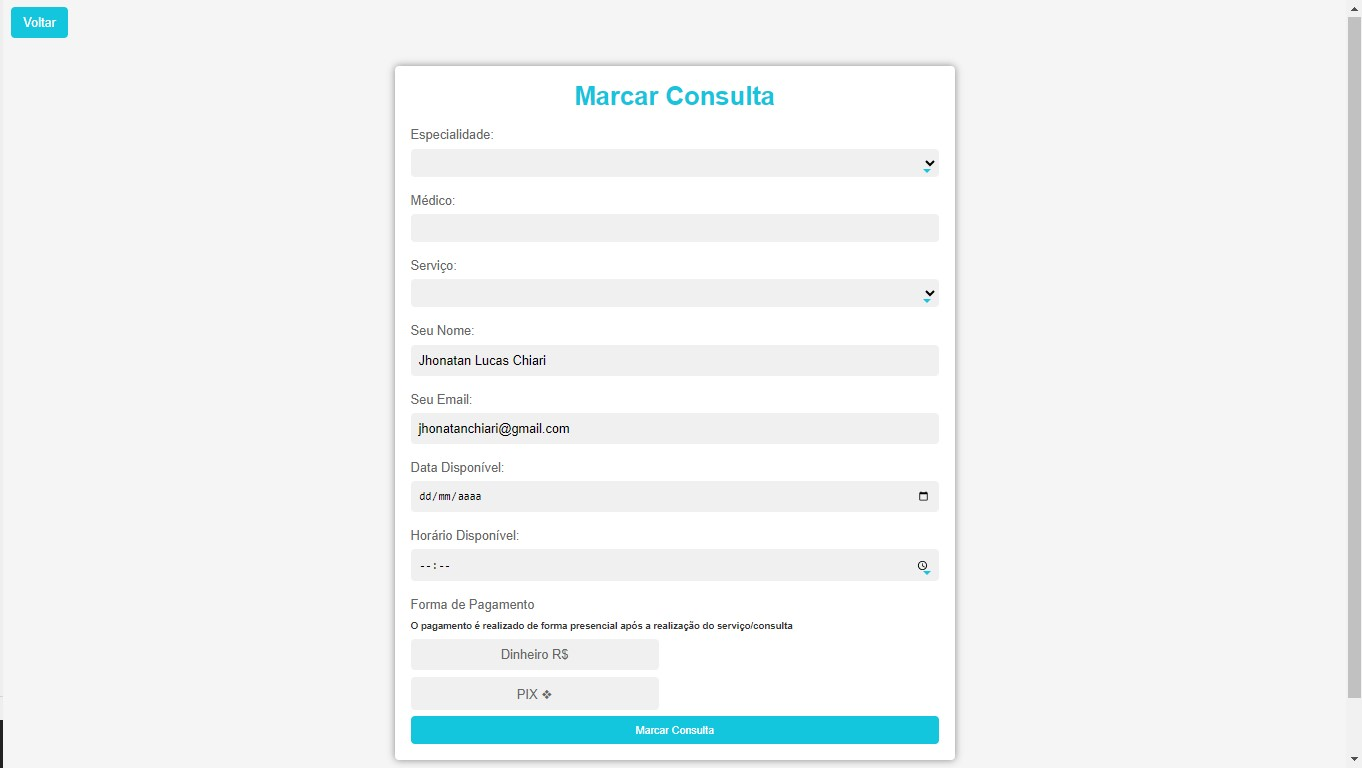 Voltar
Marcar Consulta
Especialidade:
Médico:
Serviço:
Seu Nome:
Jhonatan Lucas Chiari
Seu Email:
jhonatanchiari@gmail.com
Data Disponível:
dd/mm/aaaa
Horário Disponível:
--:--
Forma de Pagamento
O pagamento é realizado de forma presencial após a realização do serviço/consulta
Dinheiro R$
PIX ❖
Marcar Consulta